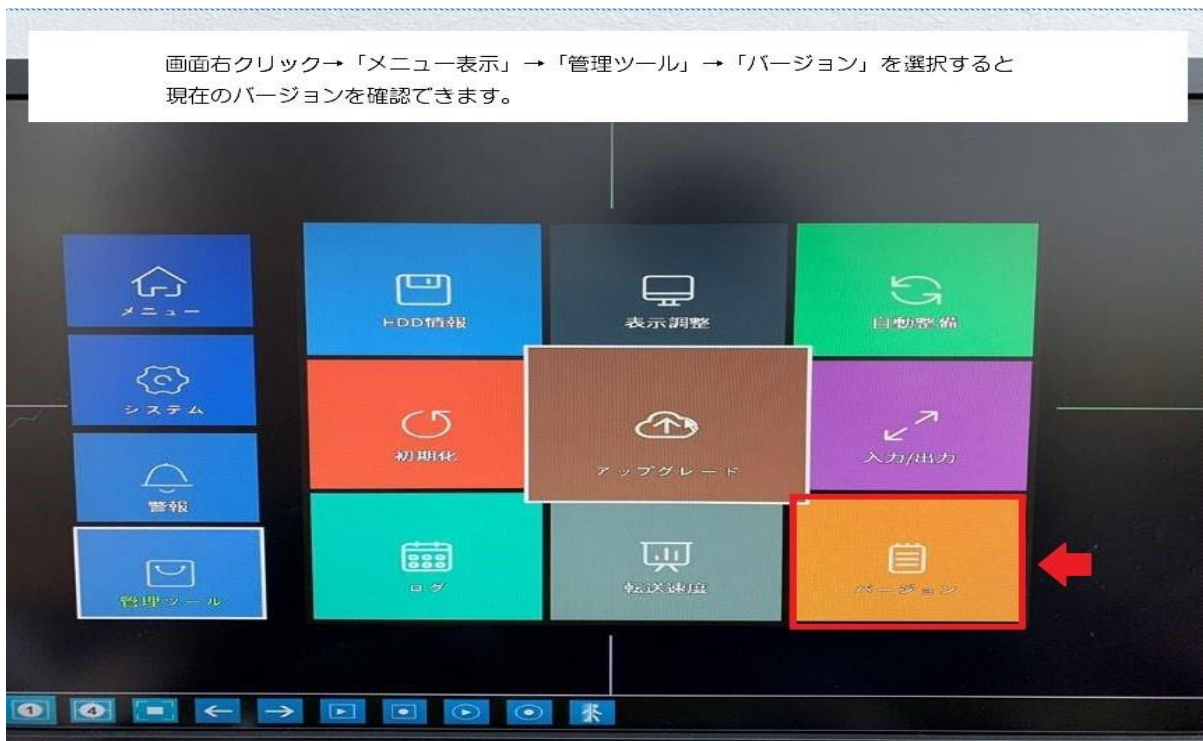 画面右クリック→「メニュー表示」→「管理ツール」→「バージョン」を選択すると
現在のバージョンを確認できます。
メニュー
システム
警報
管理ツール
HDD情報
表示調整
自動整備
初期化
アップグレード
入力/出力
ログ
転送速度
バージョン
1
4